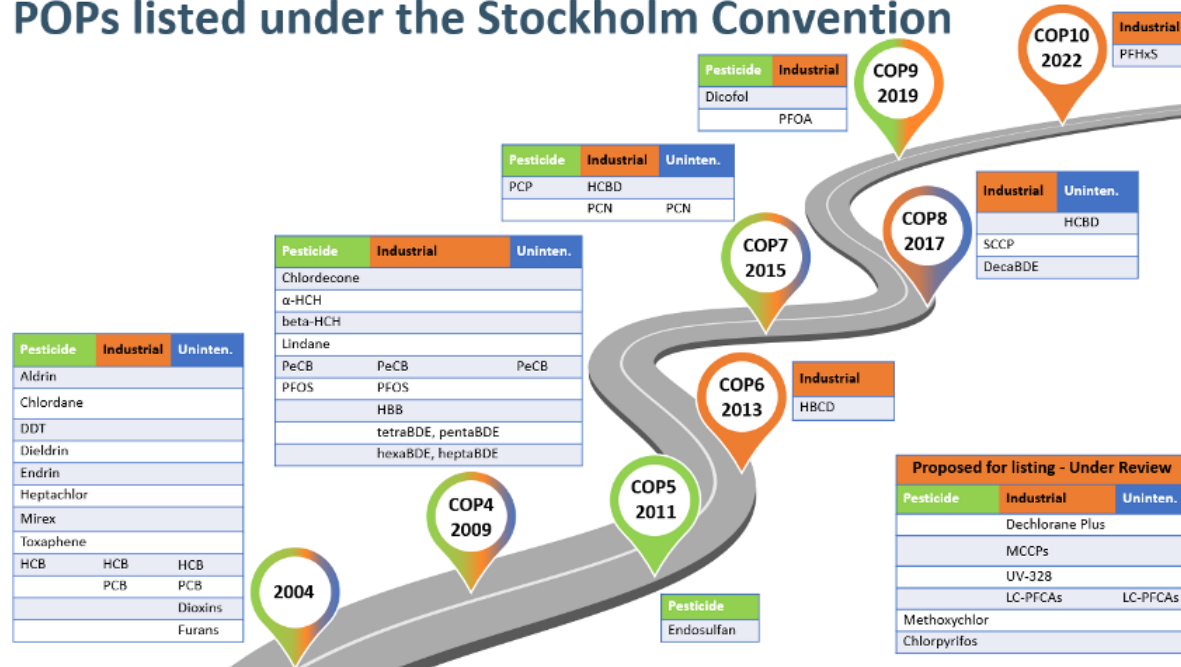 POPs listed under the Stockholm Convention
COP10
2022
Industrial
PFHxS
COP9
2019
Pesticide Industrial
Dicofol
PFOA
Pesticide Industrial Uninten.
PCP HCBD
PCN PCN
COP8
2017
Industrial Uninten.
HCBD
SCCP
DecaBDE
COP7
2015
Pesticide Industrial Uninten.
Chlordecone
α-HCH
beta-HCH
Lindane
PeCB PeCB PeCB
PFOS PFOS
HBB
tetraBDE, pentaBDE
hexaBDE, heptaBDE
COP6
2013
Industrial
HBCD
Pesticide Industrial Uninten.
Aldrin
Chlordane
DDT
Dieldrin
Endrin
Heptachlor
Mirex
Toxaphene
HCB HCB HCB
PCB PCB
Dioxins
Furans
2004
COP4
2009
COP5
2011
Pesticide
Endosulfan
Proposed for listing - Under Review
Pesticide Industrial Uninten.
Dechlorane Plus
MCCPs
UV-328
LC-PFCAs LC-PFCAs
Methoxychlor
Chlorpyrifos